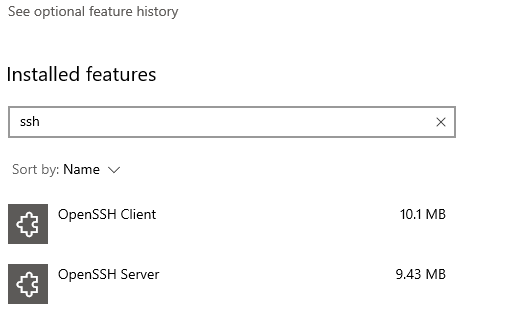 See optional feature history
Installed features
ssh
Sort by: Name
OpenSSH Client 10.1 MB
OpenSSH Server 9.43 MB